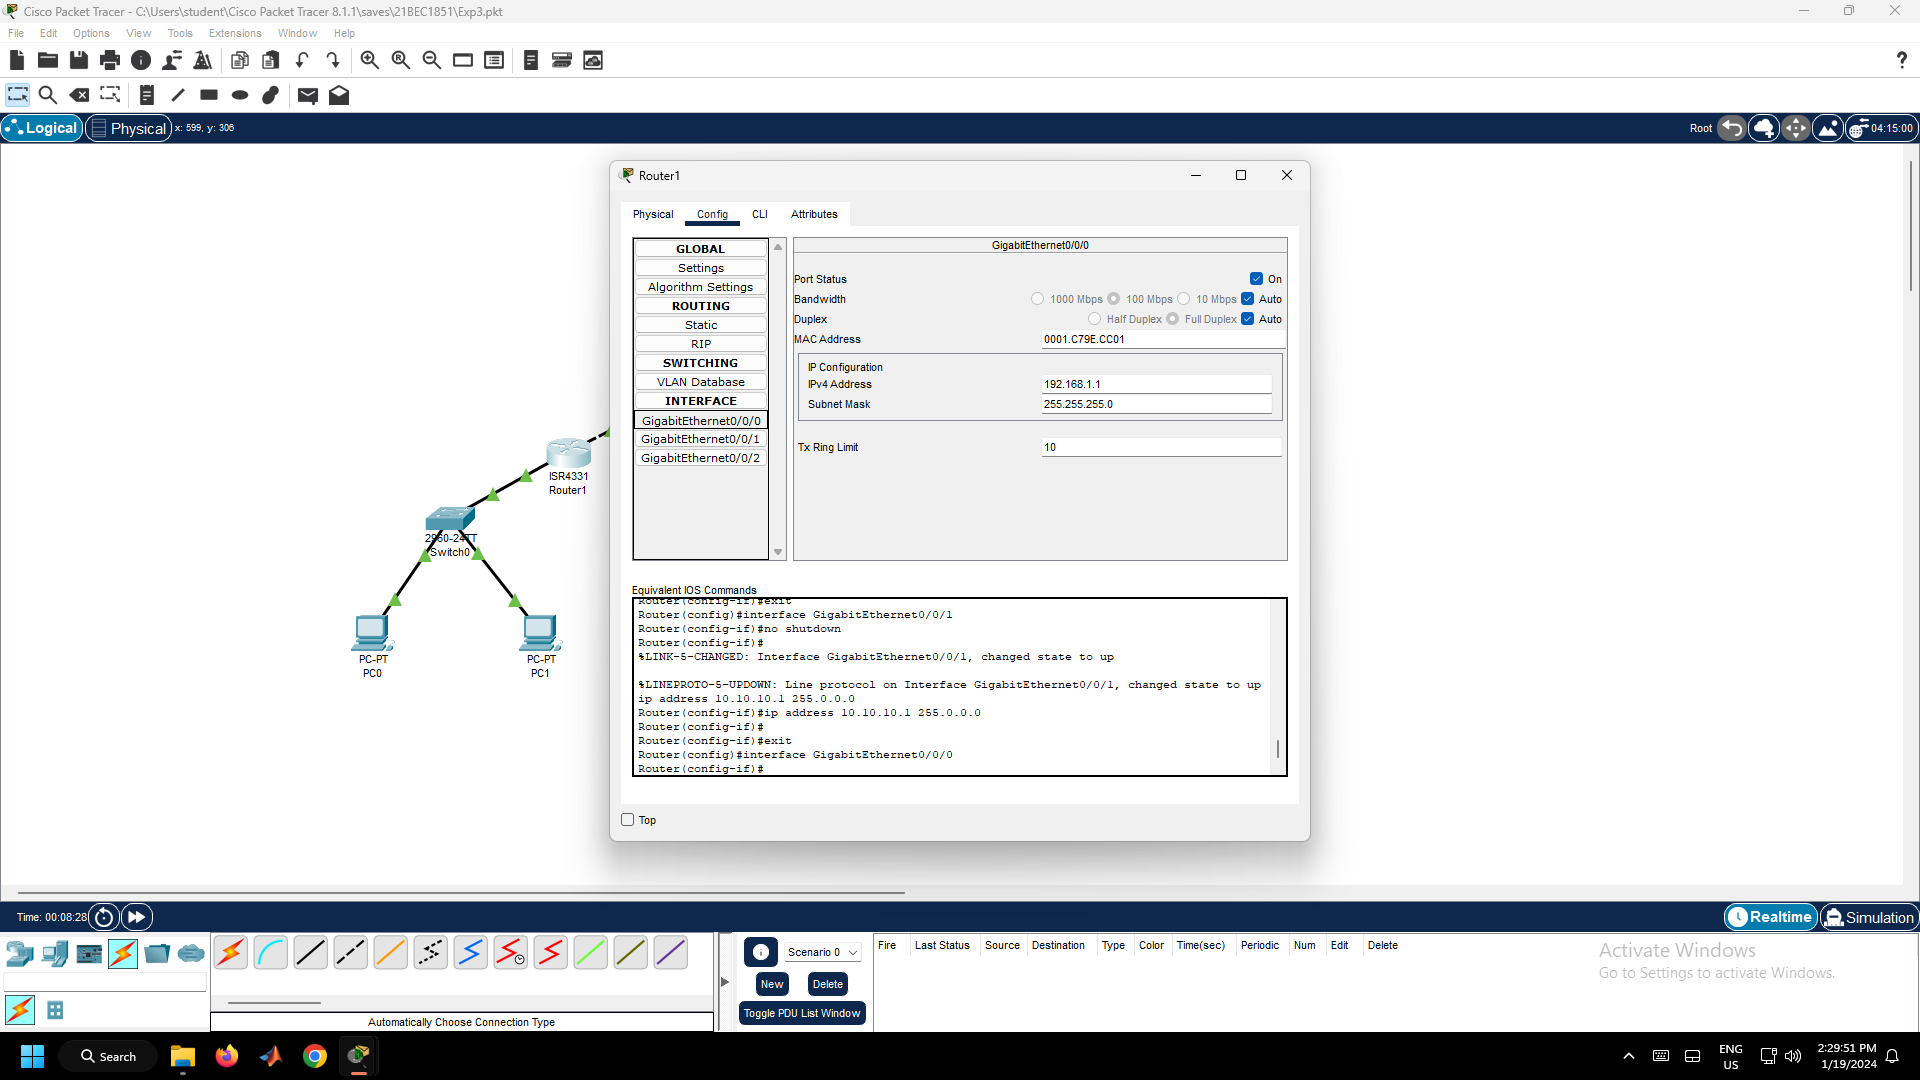 Cisco Packet Tracer - C:\Users\student\Cisco Packet Tracer 8.1.1\saves\21BEC1851\Exp3.pkt
File Edit Options View Tools Extensions Window Help
Logical Physical x: 599, y: 306
Root 04:15:00
Router1
Physical Config CLI Attributes
GLOBAL
Settings
Algorithm Settings
ROUTING
Static
RIP
SWITCHING
VLAN Database
INTERFACE
GigabitEthernet0/0/0
GigabitEthernet0/0/1
GigabitEthernet0/0/2
GigabitEthernet0/0/0
Port Status On
Bandwidth 1000 Mbps 100 Mbps 10 Mbps Auto
Duplex Half Duplex Full Duplex Auto
MAC Address 0001.C79E.CC01
IP Configuration
IPv4 Address 192.168.1.1
Subnet Mask 255.255.255.0
Tx Ring Limit 10
Equivalent IOS Commands
Router(config-if)#exit
Router(config)#interface GigabitEthernet0/0/1
Router(config-if)#no shutdown
Router(config-if)#
%LINK-5-CHANGED: Interface GigabitEthernet0/0/1, changed state to up
%LINEPROTO-5-UPDOWN: Line protocol on Interface GigabitEthernet0/0/1, changed state to up
ip address 10.10.10.1 255.0.0.0
Router(config-if)#ip address 10.10.10.1 255.0.0.0
Router(config-if)#
Router(config-if)#exit
Router(config)#interface GigabitEthernet0/0/0
Router(config-if)#
Top
ISR4331
Router1
2960-24TT
Switch0
PC-PT
PC0
PC-PT
PC1
Time: 00:08:28
Realtime Simulation
Scenario 0
New Delete
Toggle PDU List Window
Fire Last Status Source Destination Type Color Time(sec) Periodic Num Edit Delete
Activate Windows
Go to Settings to activate Windows.
Automatically Choose Connection Type
Search
ENG
US
2:29:51 PM
1/19/2024